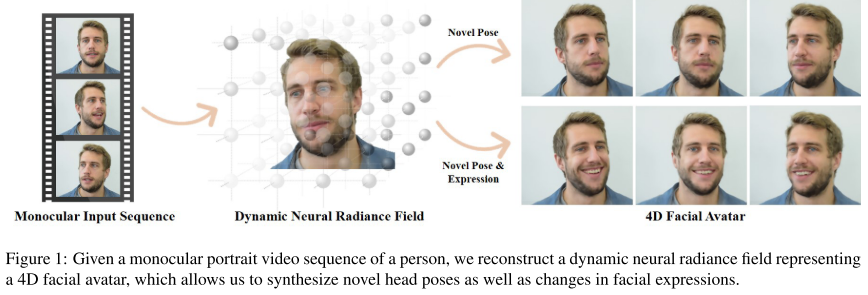 Novel Pose
Novel Pose &
Expression
Monocular Input Sequence
Dynamic Neural Radiance Field
4D Facial Avatar
Figure 1: Given a monocular portrait video sequence of a person, we reconstruct a dynamic neural radiance field representing
a 4D facial avatar, which allows us to synthesize novel head poses as well as changes in facial expressions.